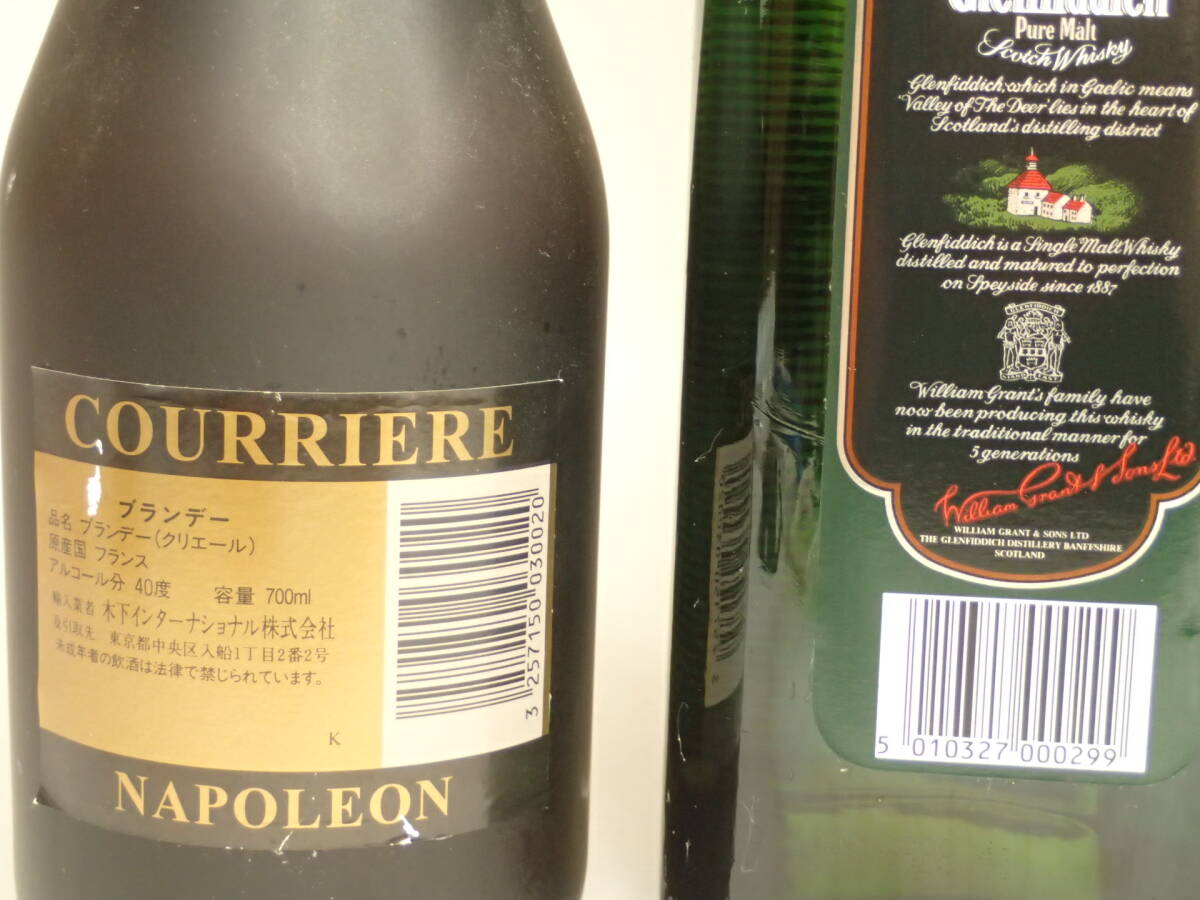 COURRIERE
ブランデー
品名 ブランデー(クリエール)
原産国 フランス
アルコール分 40度 容量 700ml
輸入業者 木下インターナショナル株式会社
及引取先 東京都中央区入船1丁目2番2号
未成年者の飲酒は法律で禁じられています。
K
3 257150 030020
NAPOLEON
Glenfiddich
Pure Malt
Scotch Whisky
Glenfiddich, which in Gaelic means
'Valley of The Deer' lies in the heart of
Scotland's distilling district
Glenfiddich is a Single Malt Whisky
distilled and matured to perfection
on Speyside since 1887
GLENFIDDICH
STAND FAST
William Grant's family have
now been producing this whisky
in the traditional manner for
5 generations
William Grant & Sons Ltd
WILLIAM GRANT & SONS LTD
THE GLENFIDDICH DISTILLERY BANFFSHIRE
SCOTLAND
5 010327 000299